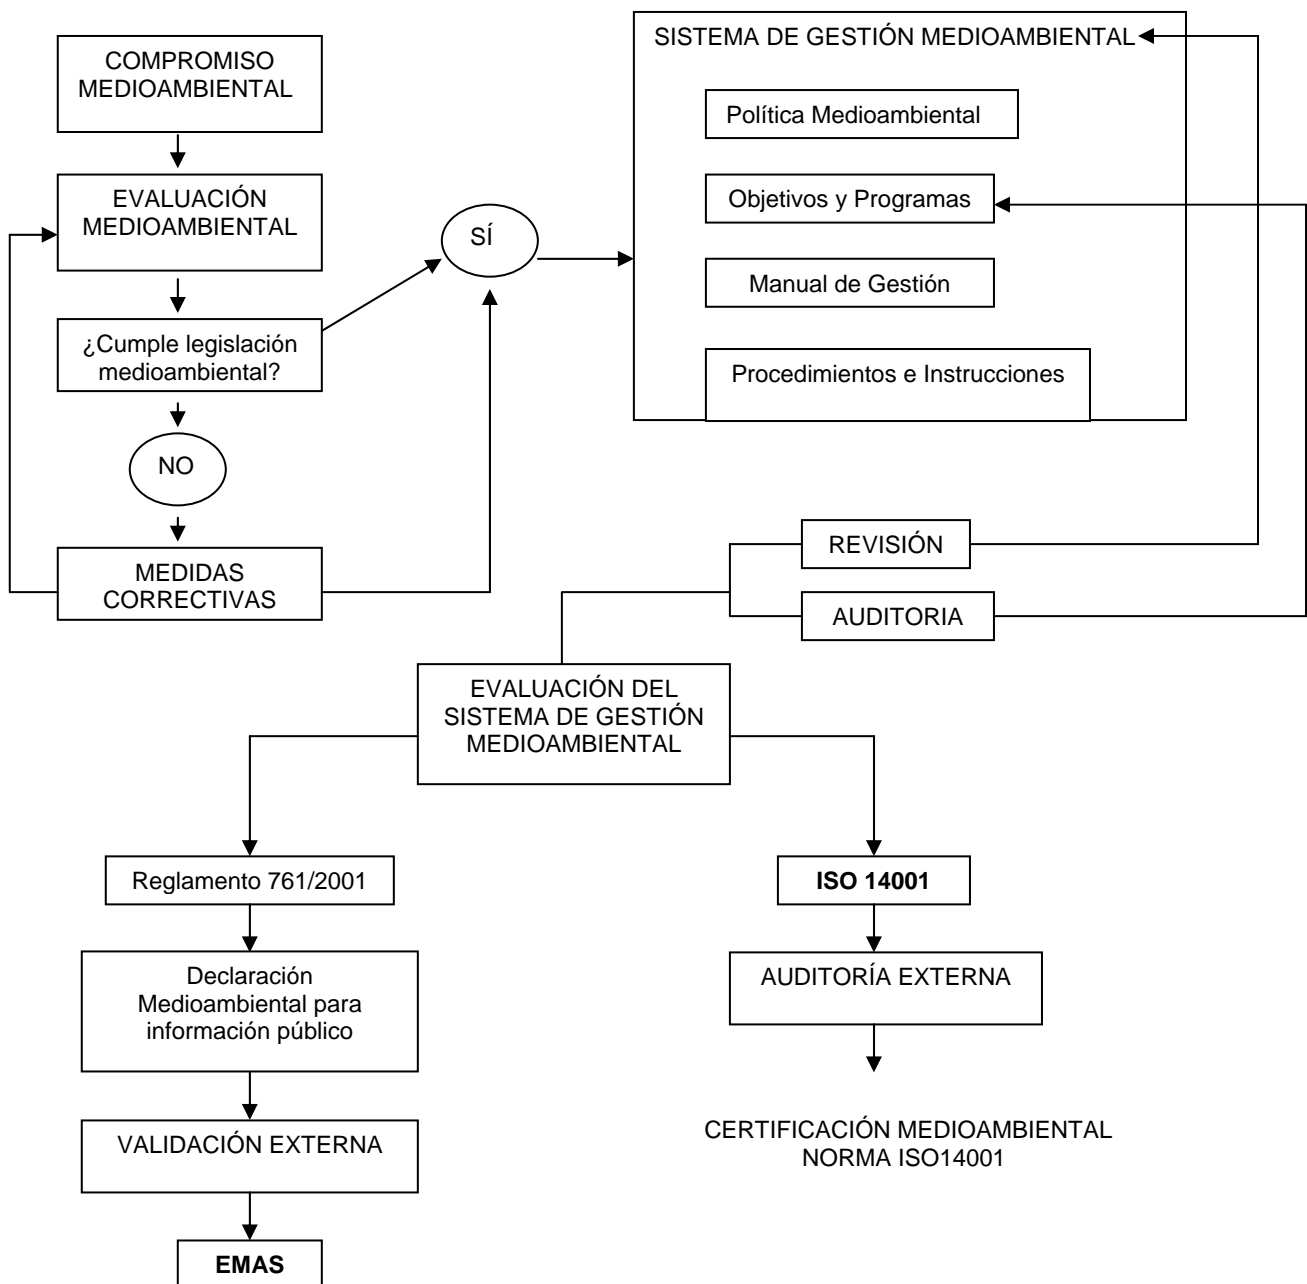 COMPROMISO
MEDIOAMBIENTAL
EVALUACIÓN
MEDIOAMBIENTAL
¿Cumple legislación
medioambiental?
NO
MEDIDAS
CORRECTIVAS
SÍ
SISTEMA DE GESTIÓN MEDIOAMBIENTAL
Política Medioambiental
Objetivos y Programas
Manual de Gestión
Procedimientos e Instrucciones
REVISIÓN
AUDITORIA
EVALUACIÓN DEL
SISTEMA DE GESTIÓN
MEDIOAMBIENTAL
Reglamento 761/2001
Declaración
Medioambiental para
información público
VALIDACIÓN EXTERNA
EMAS
ISO 14001
AUDITORÍA EXTERNA
CERTIFICACIÓN MEDIOAMBIENTAL
NORMA ISO14001